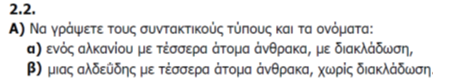 2.2.
Α) Να γράψετε τους συντακτικούς τύπους και τα ονόματα:
α) ενός αλκανίου με τέσσερα άτομα άνθρακα, με διακλάδωση,
β) μιας αλδεΰδης με τέσσερα άτομα άνθρακα, χωρίς διακλάδωση.